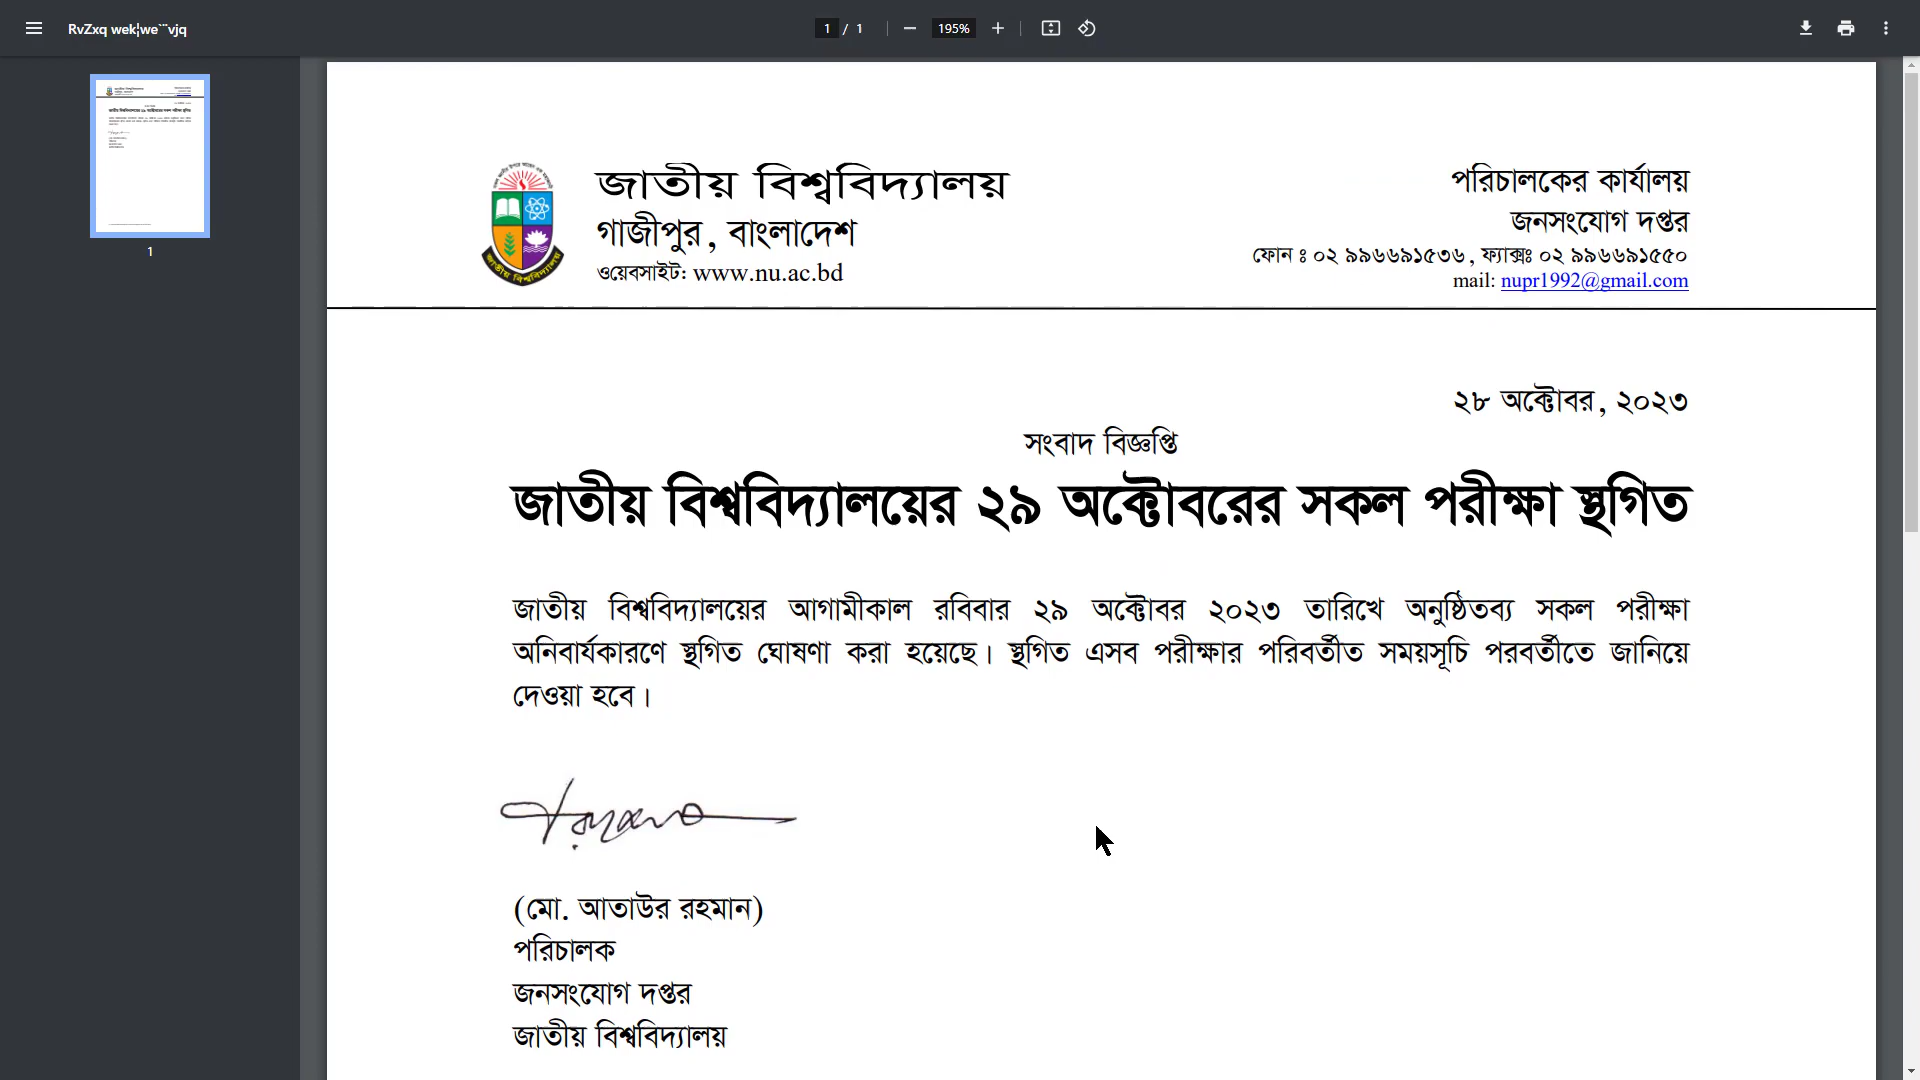 RvZxq wek¦we`¨vjq
1 / 1
195%
1
জাতীয় বিশ্ববিদ্যালয়
গাজীপুর, বাংলাদেশ
ওয়েবসাইট: www.nu.ac.bd
জাতীয় বিশ্ববিদ্যালয়
পরিচালকের কার্যালয়
জনসংযোগ দপ্তর
ফোন ঃ ০২ ৯৯৬৬৯১৫৩৬, ফ্যাক্সঃ ০২ ৯৯৬৬৯১৫৫০
mail: nupr1992@gmail.com
২৮ অক্টোবর, ২০২৩
সংবাদ বিজ্ঞপ্তি
জাতীয় বিশ্ববিদ্যালয়ের ২৯ অক্টোবরের সকল পরীক্ষা স্থগিত
জাতীয় বিশ্ববিদ্যালয়ের আগামীকাল রবিবার ২৯ অক্টোবর ২০২৩ তারিখে অনুষ্ঠিতব্য সকল পরীক্ষা
অনিবার্যকারণে স্থগিত ঘোষণা করা হয়েছে। স্থগিত এসব পরীক্ষার পরিবর্তীত সময়সূচি পরবর্তীতে জানিয়ে
দেওয়া হবে।
(মো. আতাউর রহমান)
পরিচালক
জনসংযোগ দপ্তর
জাতীয় বিশ্ববিদ্যালয়